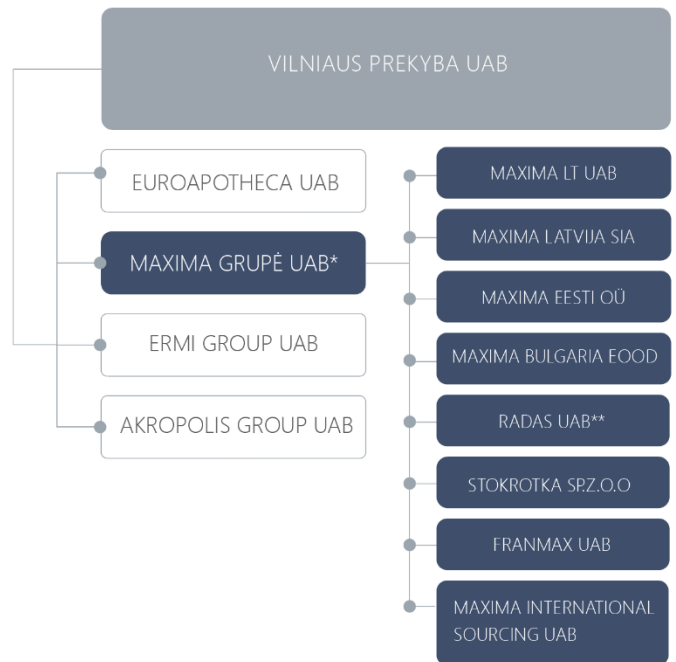 VILNIAUS PREKYBA UAB
EUROAPOTHECA UAB
MAXIMA GRUPĖ UAB*
ERMI GROUP UAB
AKROPOLIS GROUP UAB
MAXIMA LT UAB
MAXIMA LATVIJA SIA
MAXIMA EESTI OÜ
MAXIMA BULGARIA EOOD
RADAS UAB**
STOKROTKA SP.Z.O.O
FRANMAX UAB
MAXIMA INTERNATIONAL
SOURCING UAB